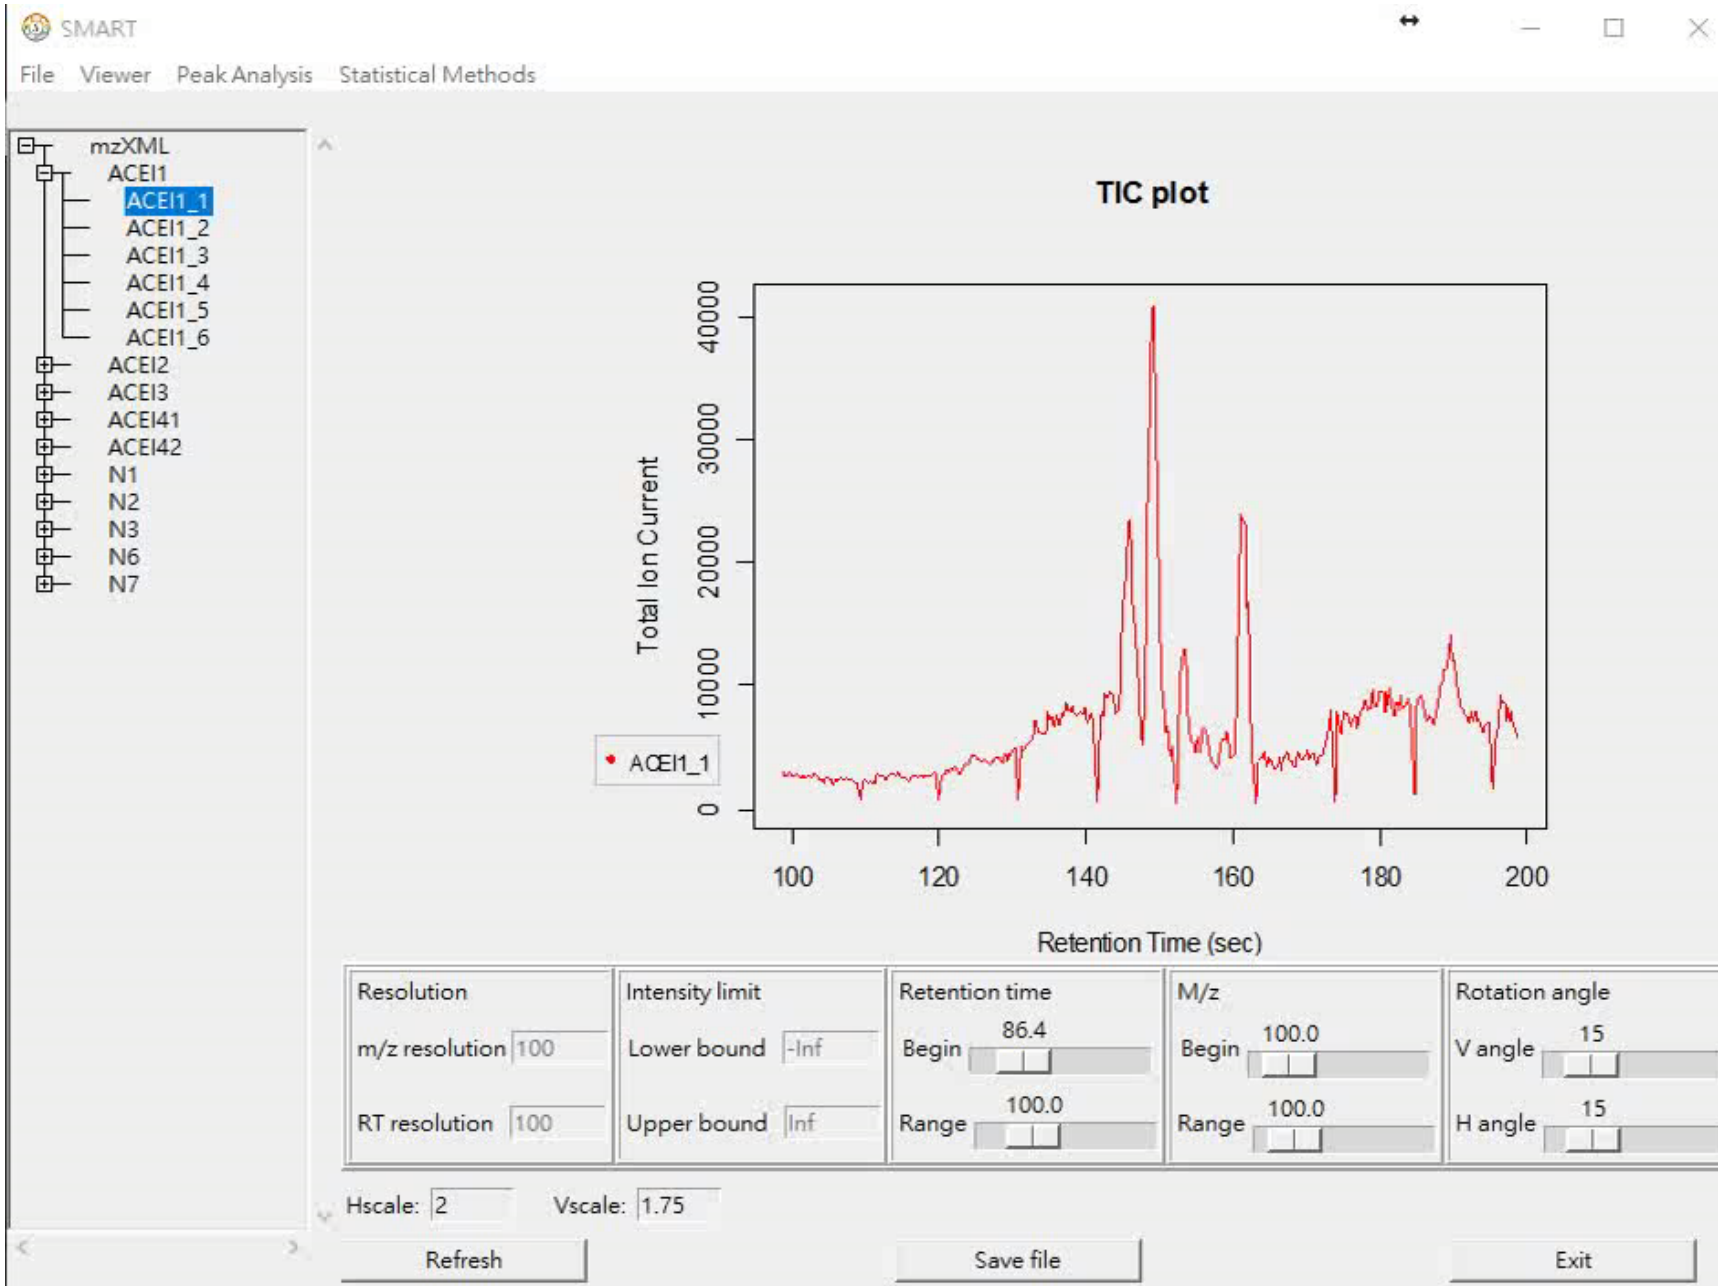 SMART
File Viewer Peak Analysis Statistical Methods
mzXML
ACEI1
ACEI1_1
ACEI1_2
ACEI1_3
ACEI1_4
ACEI1_5
ACEI1_6
ACEI2
ACEI3
ACEI41
ACEI42
N1
N2
N3
N6
N7
TIC plot
Total Ion Current
40000
30000
20000
10000
0
ACEI1_1
100 120 140 160 180 200
Retention Time (sec)
Resolution
m/z resolution 100
RT resolution 100
Intensity limit
Lower bound -Inf
Upper bound Inf
Retention time
86.4
Begin
100.0
Range
M/z
100.0
Begin
100.0
Range
Rotation angle
15
V angle
15
H angle
Hscale: 2 Vscale: 1.75
Refresh Save file Exit